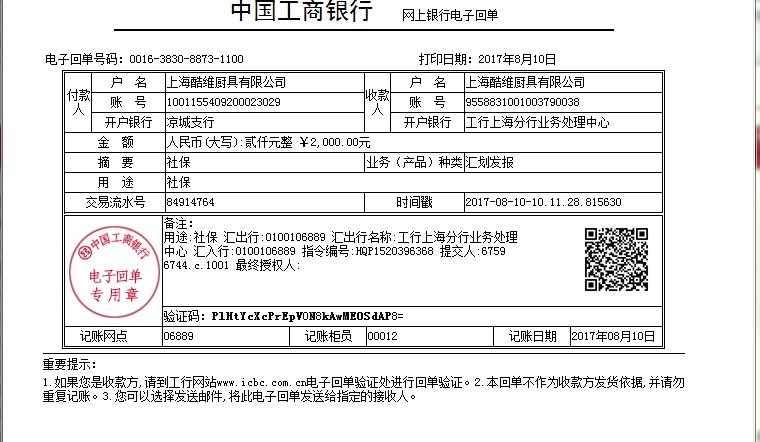 中国工商银行 网上银行电子回单
电子回单号码：0016-3830-8873-1100 打印日期：2017年8月10日
付款人 户 名 上海酷维厨具有限公司 收款人 户 名 上海酷维厨具有限公司
账 号 1001155409200023029 账 号 9558831001003790038
开户银行 凉城支行 开户银行 工行上海分行业务处理中心
金 额 人民币(大写):贰仟元整 ￥2,000.00元
摘 要 社保 业务（产品）种类 汇划发报
用 途 社保
交易流水号 84914764 时间戳 2017-08-10-10.11.28.815630
中国工商银行
电子回单
专用章
备注：
用途:社保 汇出行:0100106889 汇出行名称:工行上海分行业务处理
中心 汇入行:0100106889 指令编号:HQP1520396368 提交人:6759
6744.c.1001 最终授权人:
验证码：PlHtYcXcPrEpVON8kAwMEOSdAP8=
记账网点 06889 记账柜员 00012 记账日期 2017年08月10日
重要提示：
1.如果您是收款方,请到工行网站www.icbc.com.cn电子回单验证处进行回单验证。2.本回单不作为收款方发货依据,并请勿
重复记账。3.您可以选择发送邮件,将此电子回单发送给指定的接收人。